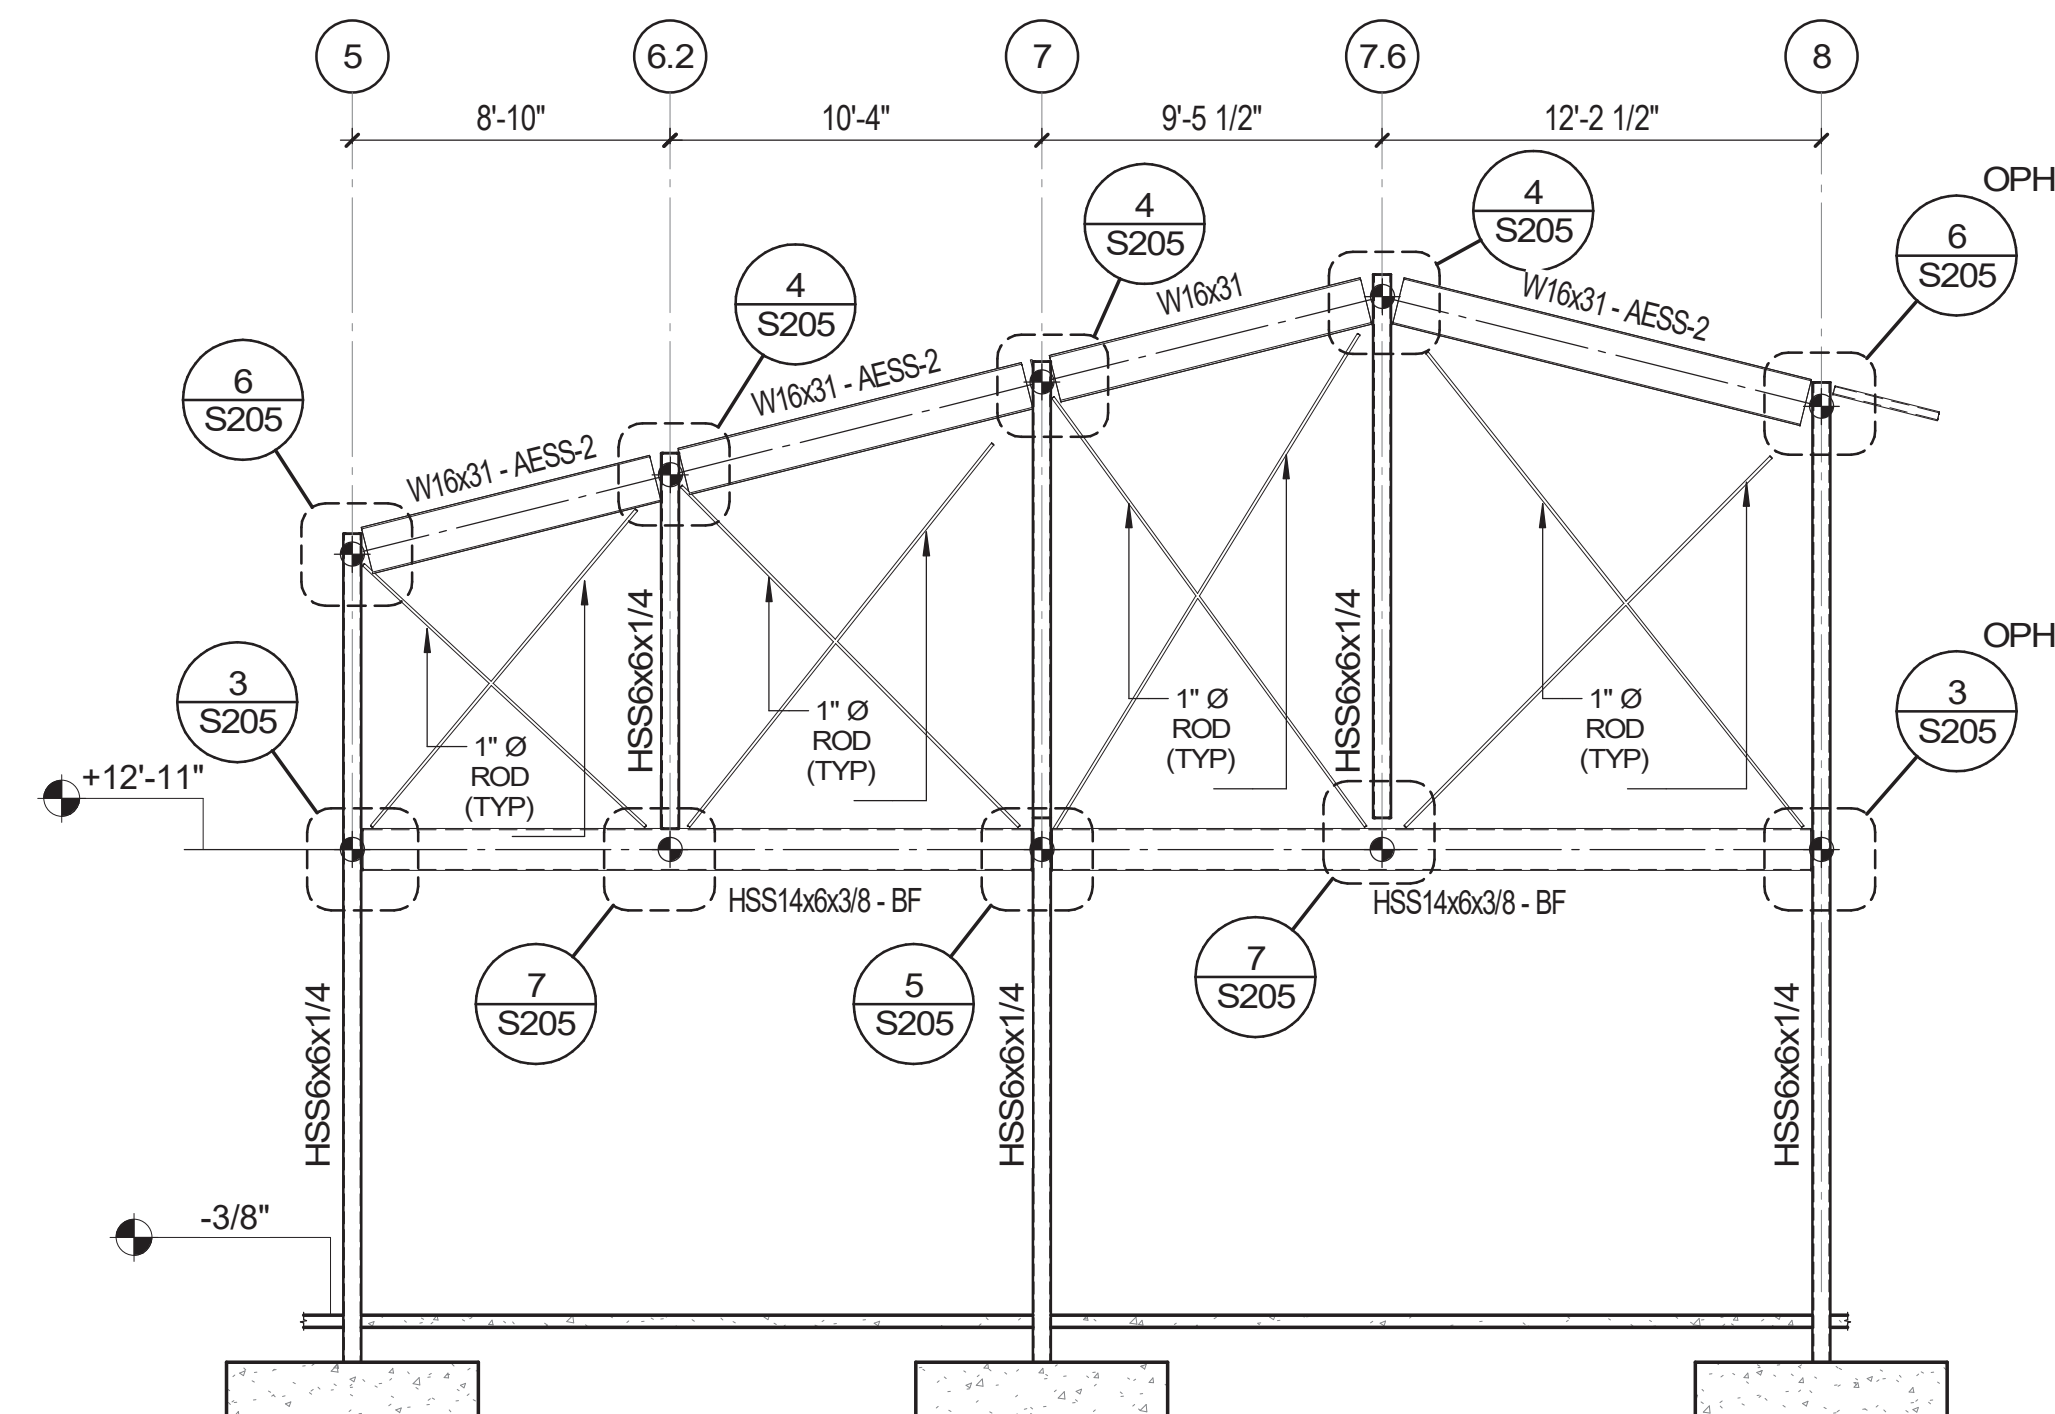 5
6.2
7
7.6
8
8'-10"
10'-4"
9'-5 1/2"
12'-2 1/2"
OPH
4
S205
4
S205
6
S205
4
S205
W16x31
W16x31 - AESS-2
6
S205
W16x31 - AESS-2
W16x31 - AESS-2
HSS6x6x1/4
HSS6x6x1/4
OPH
3
S205
3
S205
1" Ø
ROD
(TYP)
1" Ø
ROD
(TYP)
1" Ø
ROD
(TYP)
1" Ø
ROD
(TYP)
+12'-11"
HSS14x6x3/8 - BF
HSS14x6x3/8 - BF
7
S205
5
S205
7
S205
HSS6x6x1/4
HSS6x6x1/4
HSS6x6x1/4
-3/8"